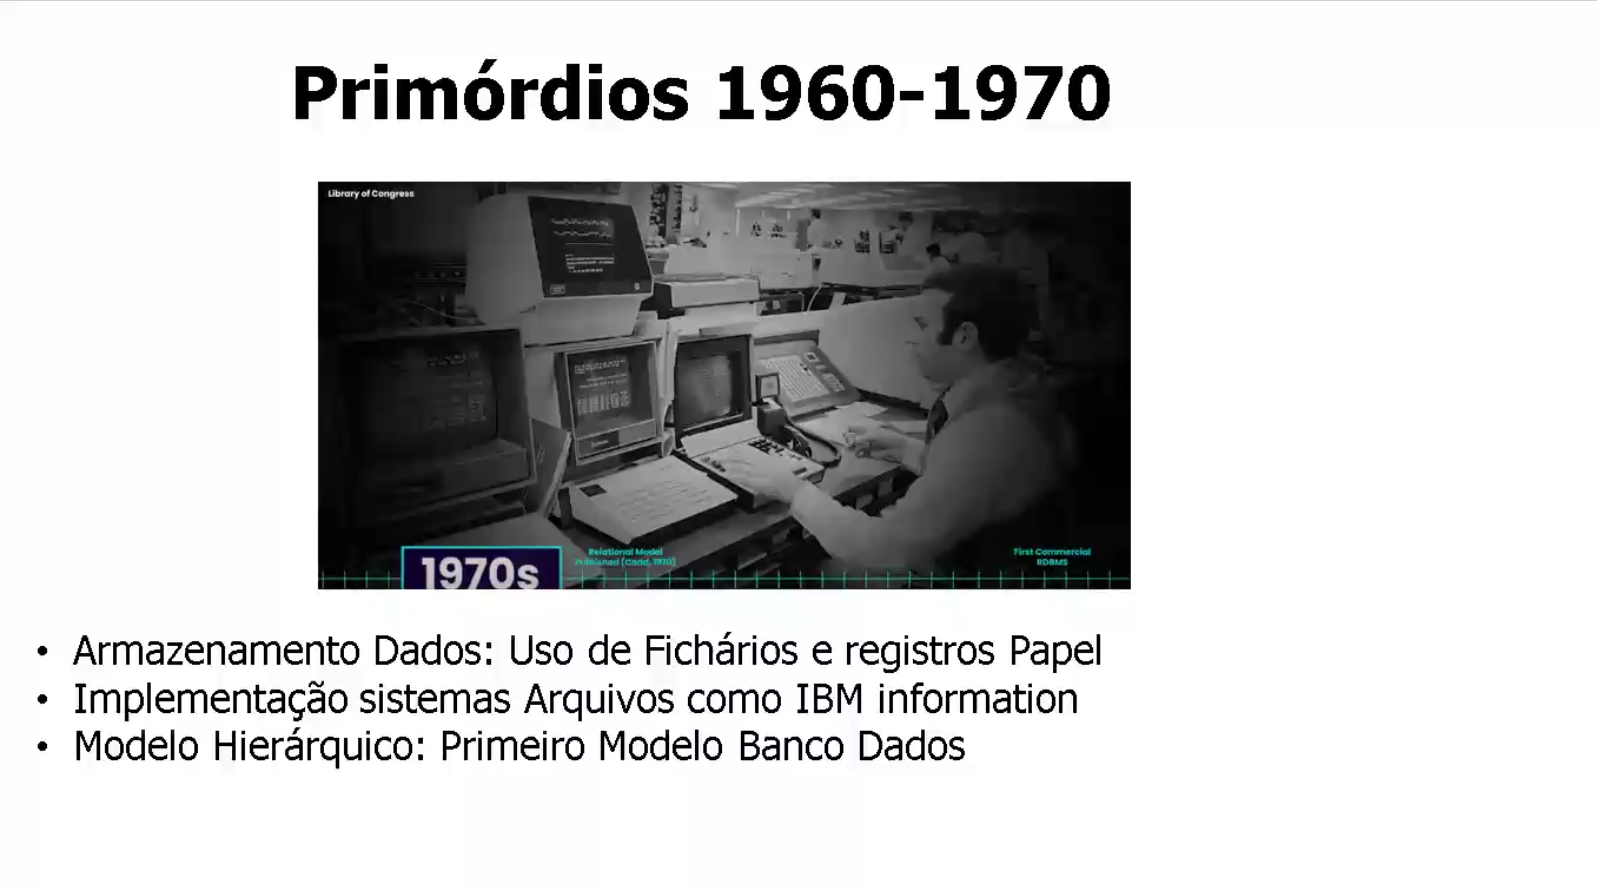 Primórdios 1960-1970
Library of Congress
1970s
Relational Model
Published (Codd, 1970)
First Commercial
RDBMS
• Armazenamento Dados: Uso de Fichários e registros Papel
• Implementação sistemas Arquivos como IBM information
• Modelo Hierárquico: Primeiro Modelo Banco Dados